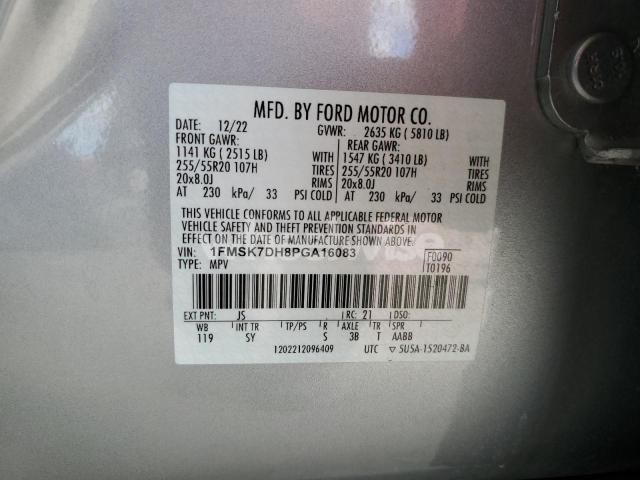 MFD. BY FORD MOTOR CO.
DATE: 12/22 GVWR: 2635 KG ( 5810 LB)
FRONT GAWR: REAR GAWR:
1141 KG ( 2515 LB) WITH 1547 KG ( 3410 LB) WITH
255/55R20 107H TIRES 255/55R20 107H TIRES
20x8.0J RIMS 20x8.0J RIMS
AT 230 kPa/ 33 PSI COLD AT 230 kPa/ 33 PSI COLD
THIS VEHICLE CONFORMS TO ALL APPLICABLE FEDERAL MOTOR
VEHICLE SAFETY AND THEFT PREVENTION STANDARDS IN
EFFECT ON THE DATE OF MANUFACTURE SHOWN ABOVE.
VIN: 1FMSK7DH8PGA16083 F0090
TYPE: MPV T0196
EXT PNT: JS RC: 21 DSO:
WB INT TR TP/PS R AXLE TR SPR
119 SY S 3B T AABB
1202212096409 UTC ▽ 5U5A-1520472-BA